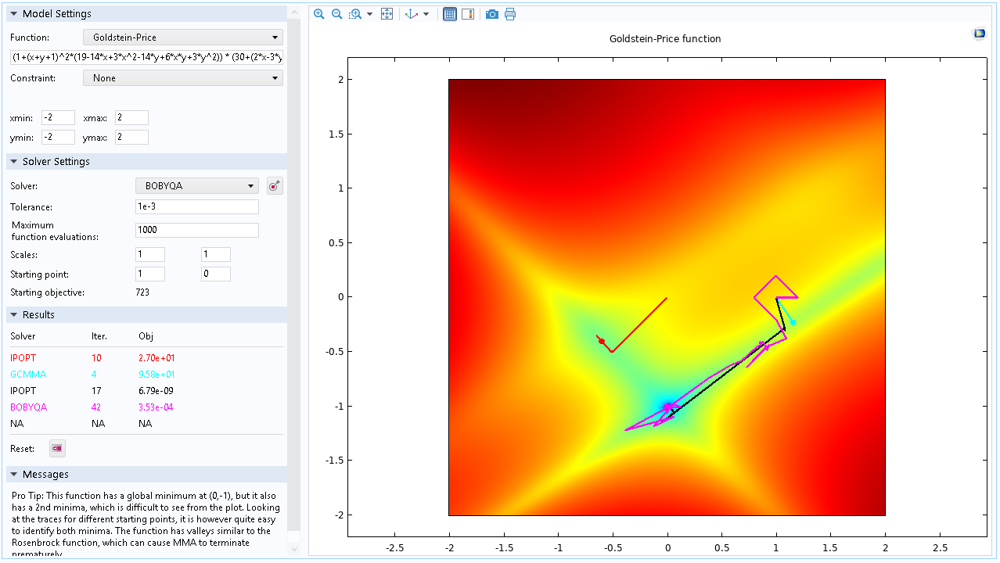 Model Settings
Function: Goldstein-Price
(1+(x+y+1)^2*(19-14*x+3*x^2-14*y+6*x*y+3*y^2)) * (30+(2*x-3*y
Constraint: None
xmin: -2 xmax: 2
ymin: -2 ymax: 2
Solver Settings
Solver: BOBYQA
Tolerance: 1e-3
Maximum
function evaluations: 1000
Scales: 1 1
Starting point: 1 0
Starting objective: 723
Results
Solver Iter. Obj
IPOPT 10 2.70e+01
GCMMA 4 9.58e+01
IPOPT 17 6.79e-09
BOBYQA 42 3.53e-04
NA NA NA
Reset:
Messages
Pro Tip: This function has a global minimum at (0,-1), but it also
has a 2nd minima, which is difficult to see from the plot. Looking
at the traces for different starting points, it is however quite easy
to identify both minima. The function has valleys similar to the
Rosenbrock function, which can cause MMA to terminate
prematurely.
Goldstein-Price function
2
1.5
1
0.5
0
-0.5
-1
-1.5
-2
-2.5 -2 -1.5 -1 -0.5 0 0.5 1 1.5 2 2.5